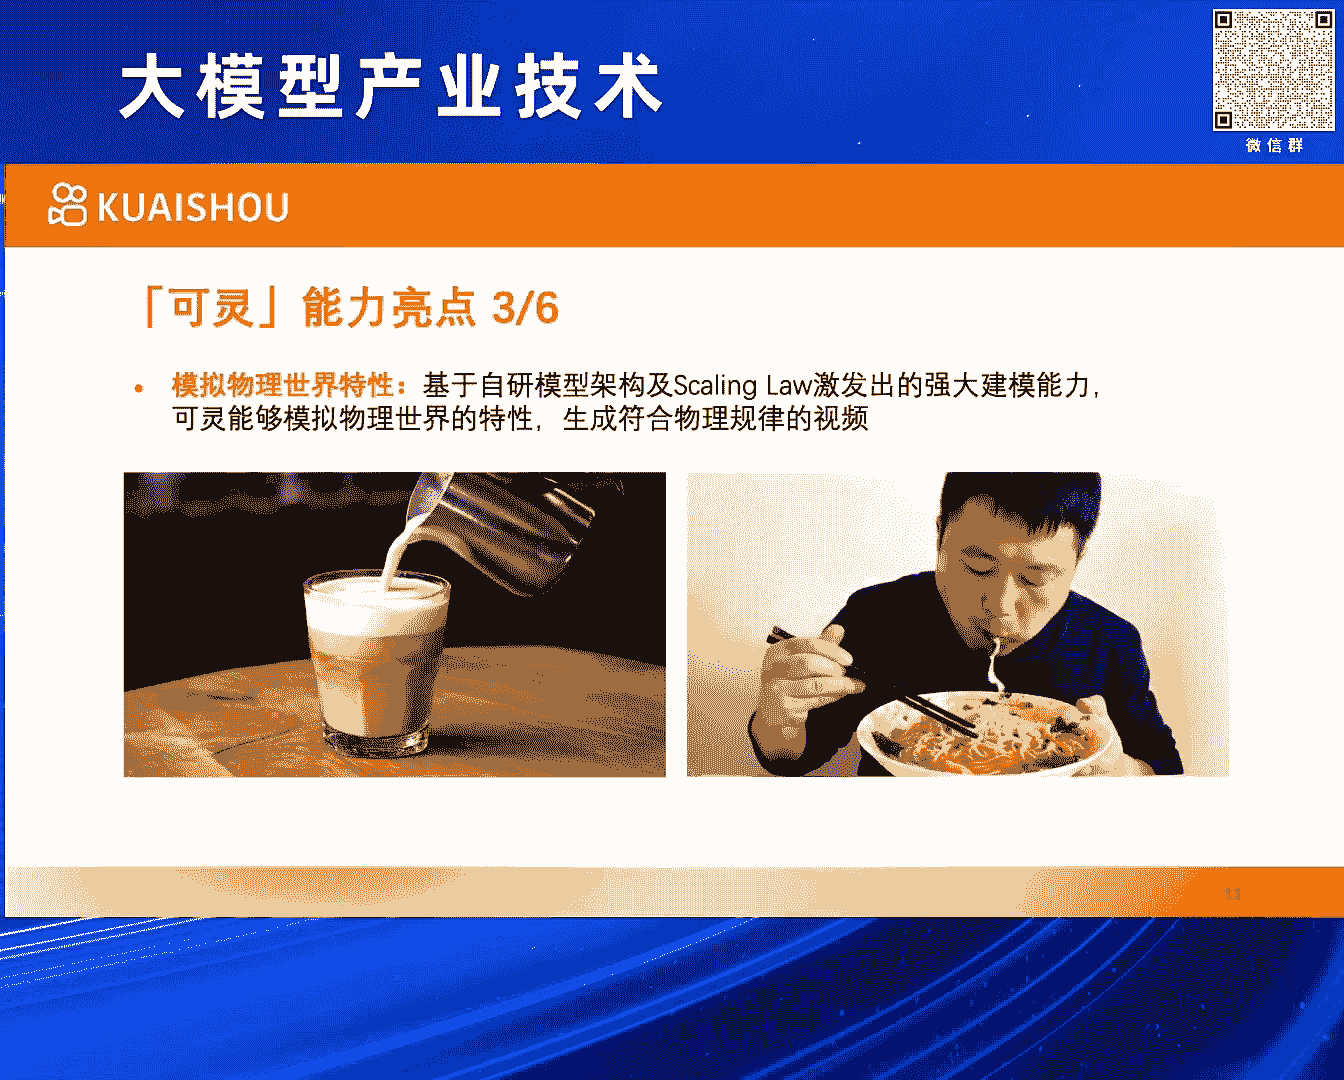 大模型产业技术
微信群
KUAISHOU
「可灵」能力亮点 3/6
• 模拟物理世界特性：基于自研模型架构及Scaling Law激发出的强大建模能力，
可灵能够模拟物理世界的特性，生成符合物理规律的视频
11